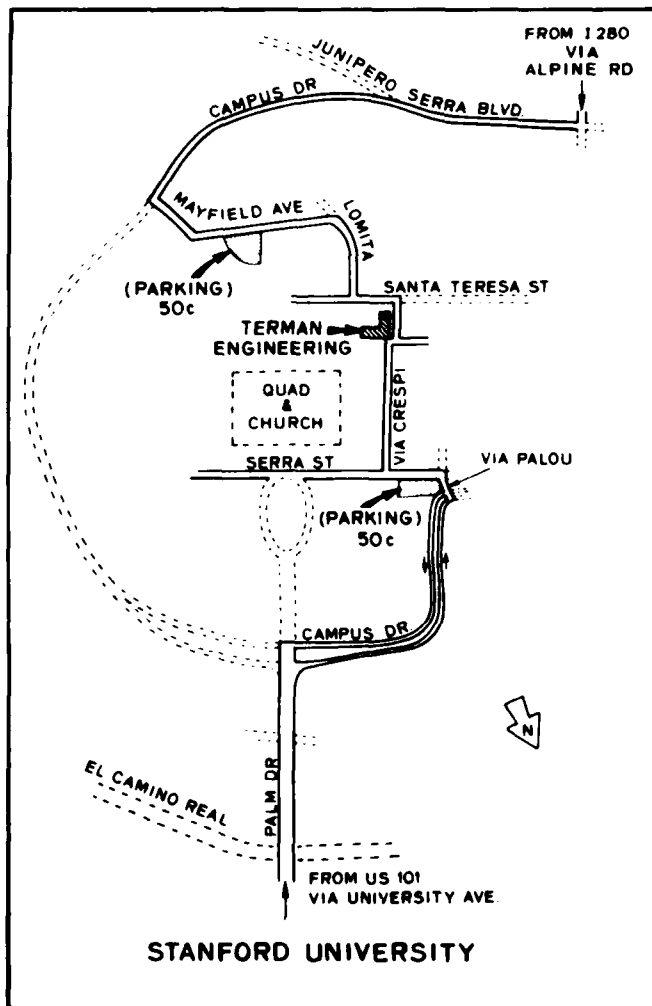 FROM I 280
VIA
ALPINE RD
JUNIPERO
SERRA BLVD.
CAMPUS DR
MAYFIELD AVE
LOMITA
(PARKING)
50c
SANTA TERESA ST
TERMAN
ENGINEERING
QUAD
&
CHURCH
VIA CRESPI
SERRA ST
VIA PALOU
(PARKING)
50c
CAMPUS DR.
N
EL CAMINO REAL
PALM DR
FROM US 101
VIA UNIVERSITY AVE.
STANFORD UNIVERSITY